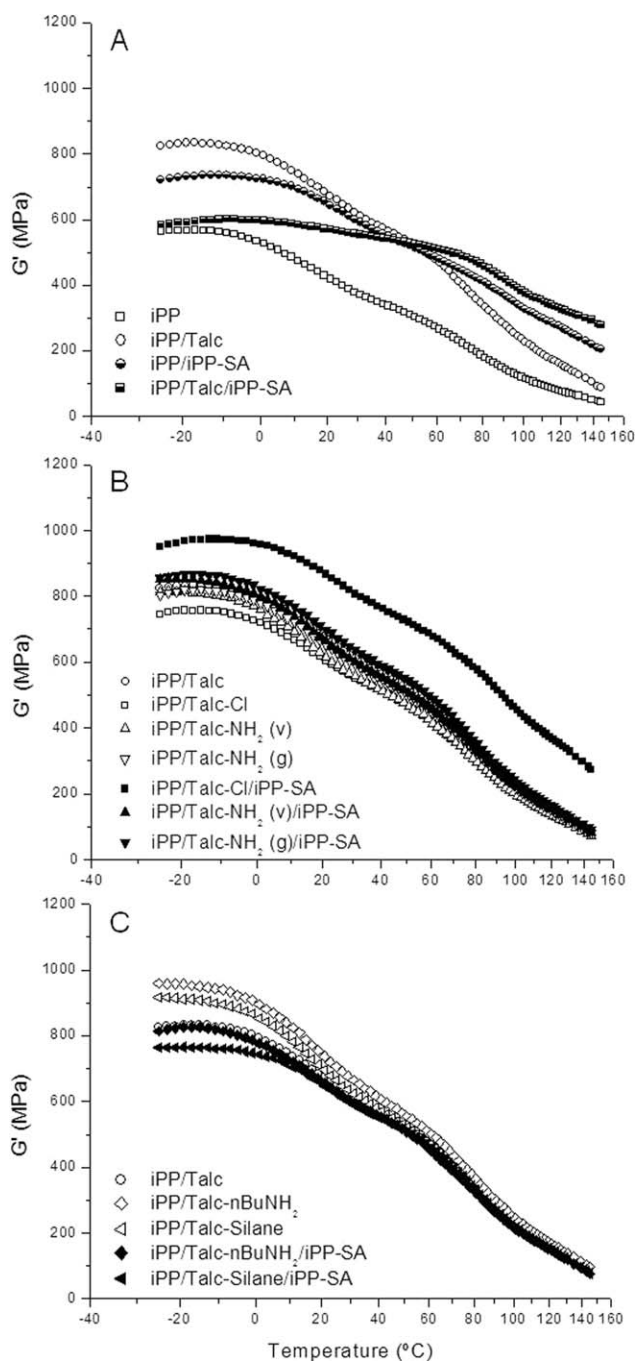 A
1200
1000
800
600
400
200
0
G' (MPa)
iPP
iPP/Talc
iPP/iPP-SA
iPP/Talc/iPP-SA
-40 -20 0 20 40 60 80 100 120 140 160
B
1200
1000
800
600
400
200
0
G' (MPa)
iPP/Talc
iPP/Talc-Cl
iPP/Talc-NH₂ (v)
iPP/Talc-NH₂ (g)
iPP/Talc-Cl/iPP-SA
iPP/Talc-NH₂ (v)/iPP-SA
iPP/Talc-NH₂ (g)/iPP-SA
-40 -20 0 20 40 60 80 100 120 140 160
C
1200
1000
800
600
400
200
0
G' (MPa)
iPP/Talc
iPP/Talc-nBuNH₂
iPP/Talc-Silane
iPP/Talc-nBuNH₂/iPP-SA
iPP/Talc-Silane/iPP-SA
-40 -20 0 20 40 60 80 100 120 140 160
Temperature (ºC)